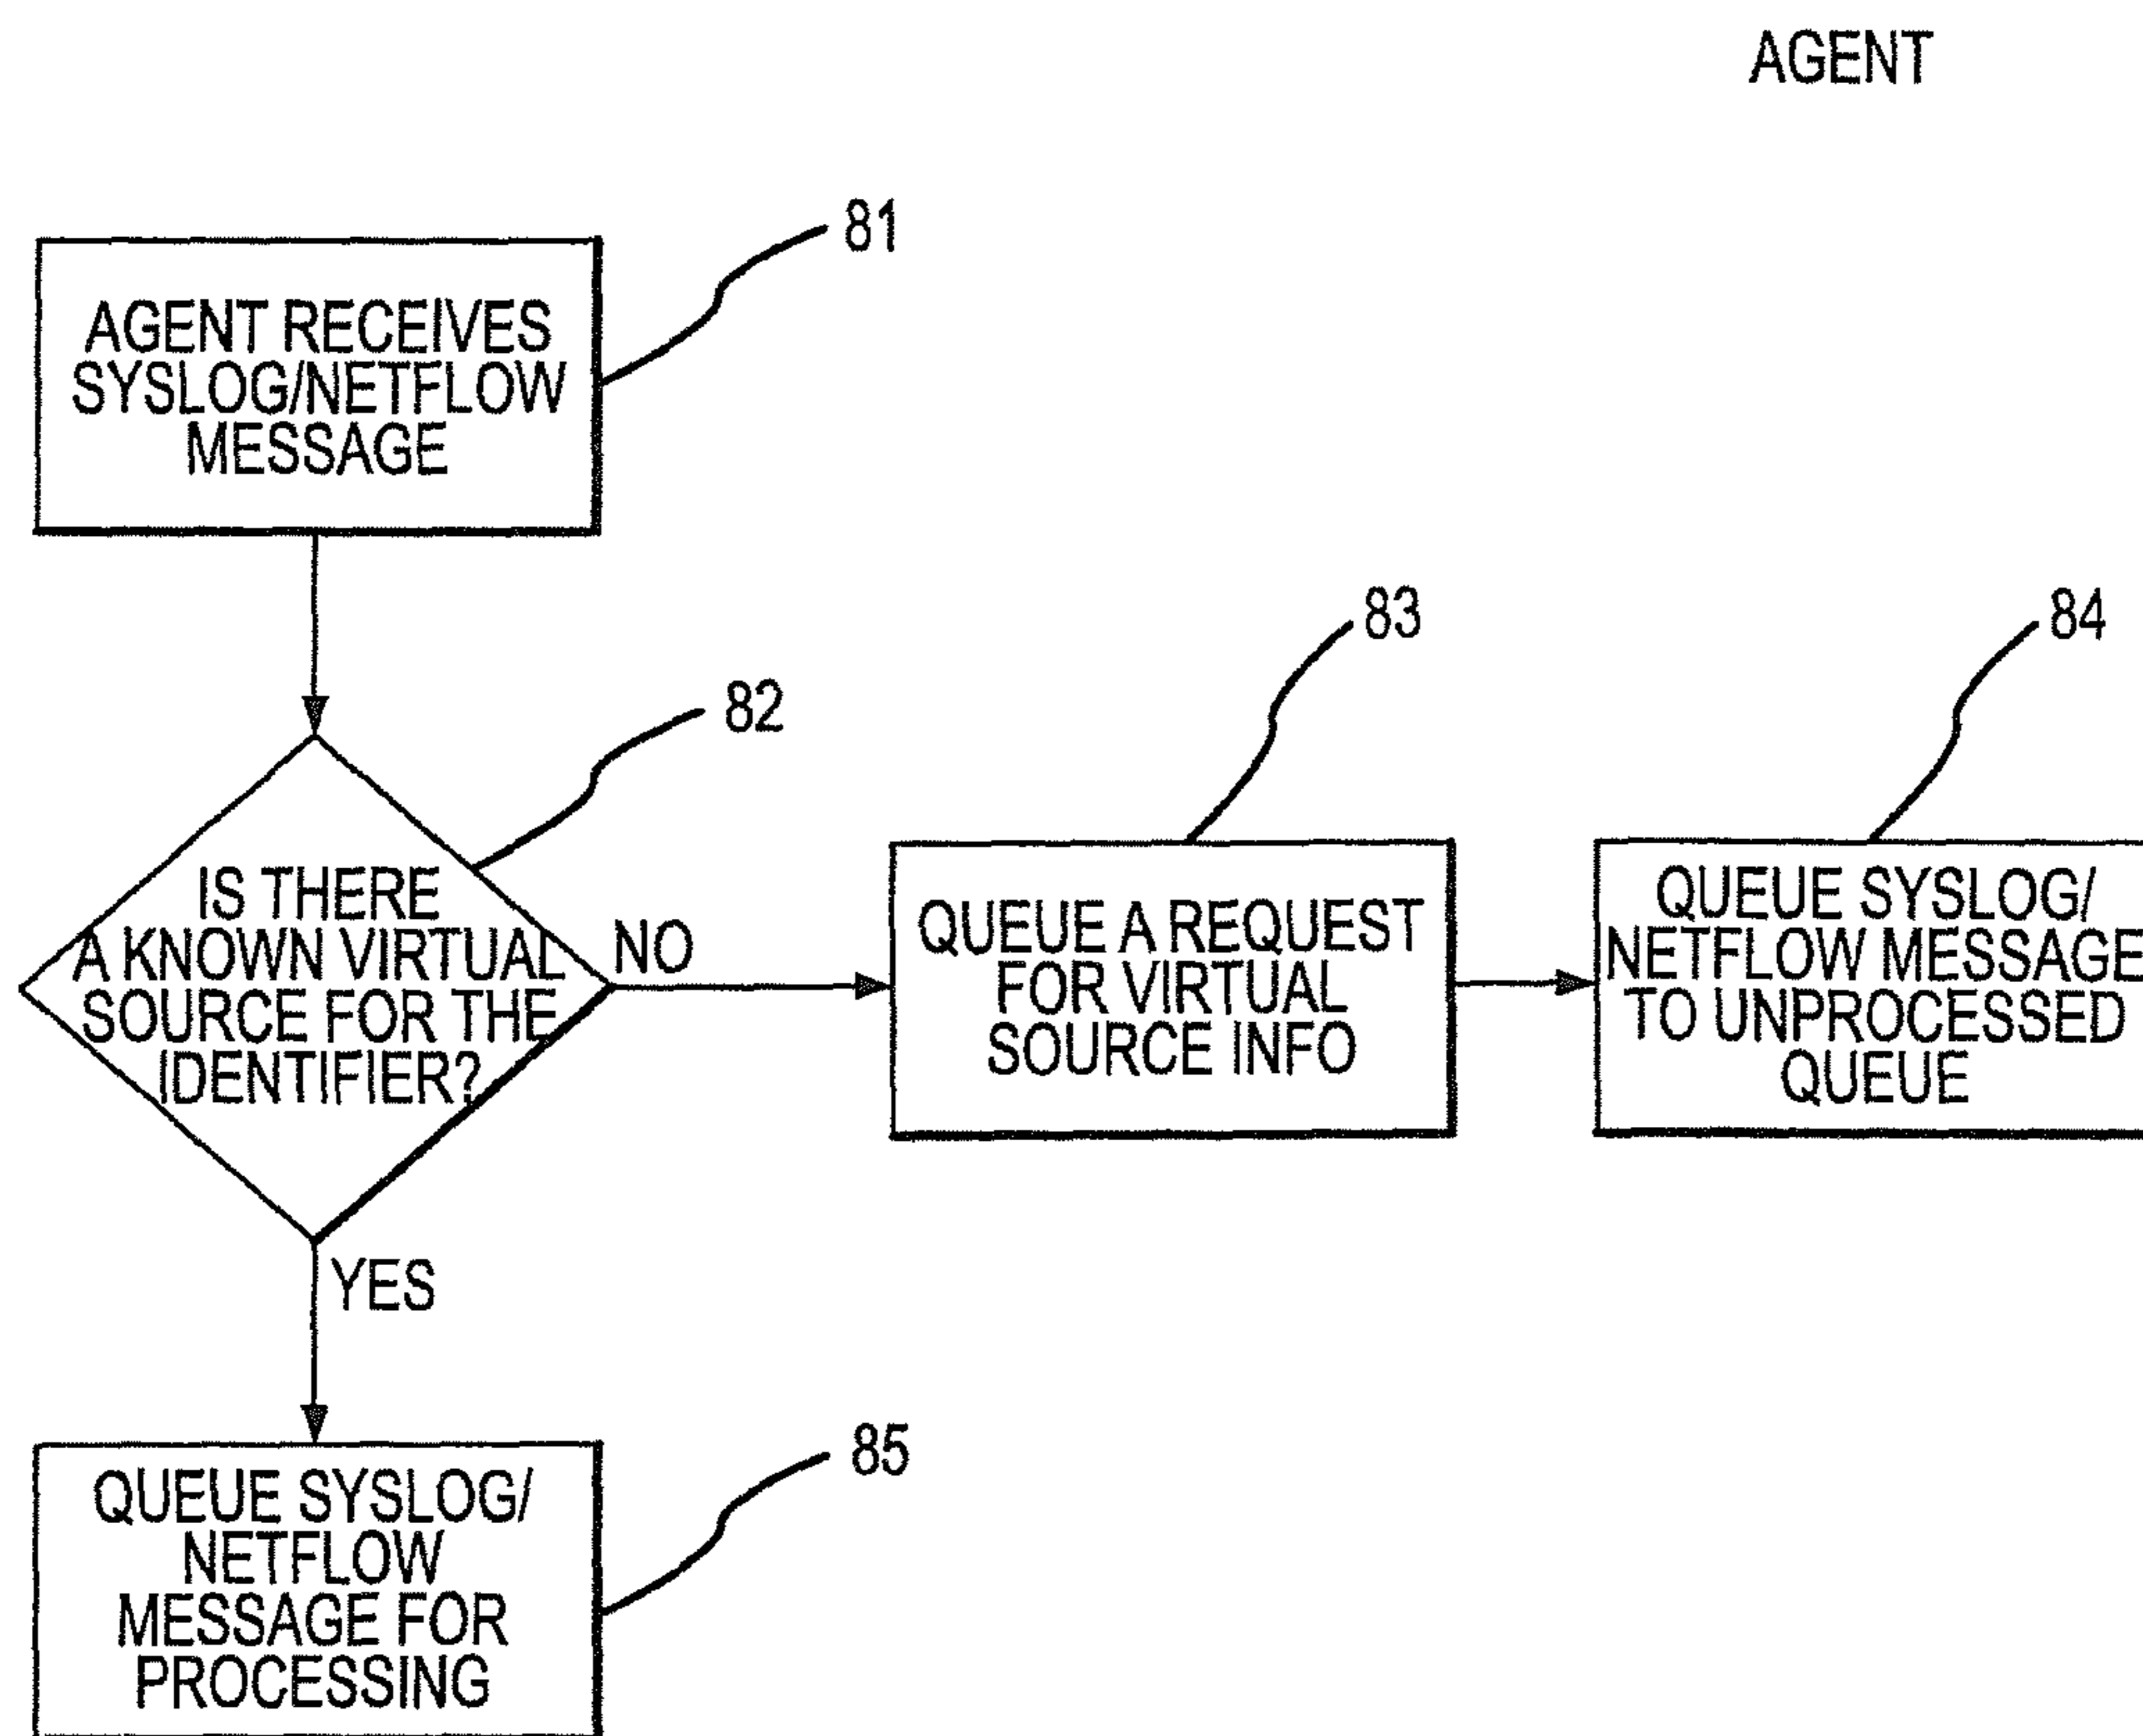 AGENT
81
AGENT RECEIVES
SYSLOG/NETFLOW
MESSAGE
82
IS THERE
A KNOWN VIRTUAL
SOURCE FOR THE
IDENTIFIER?
NO
83
QUEUE A REQUEST
FOR VIRTUAL
SOURCE INFO
84
QUEUE SYSLOG/
NETFLOW MESSAGE
TO UNPROCESSED
QUEUE
YES
85
QUEUE SYSLOG/
NETFLOW
MESSAGE FOR
PROCESSING